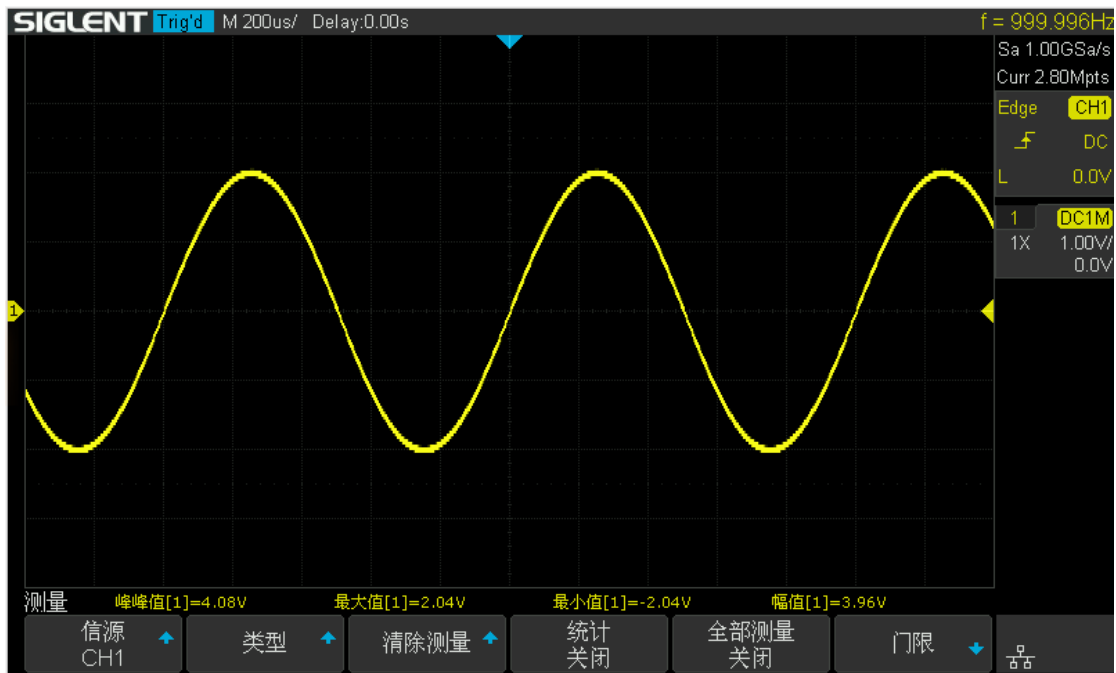 SIGLENT Trig'd M 200us/ Delay:0.00s f = 999.996Hz
Sa 1.00GSa/s
Curr 2.80Mpts
Edge CH1
DC
L 0.0V
1 DC1M
1X 1.00V/
0.0V
1
测量 峰峰值[1]=4.08V 最大值[1]=2.04V 最小值[1]=-2.04V 幅值[1]=3.96V
信源 CH1
类型
清除测量
统计 关闭
全部测量 关闭
门限